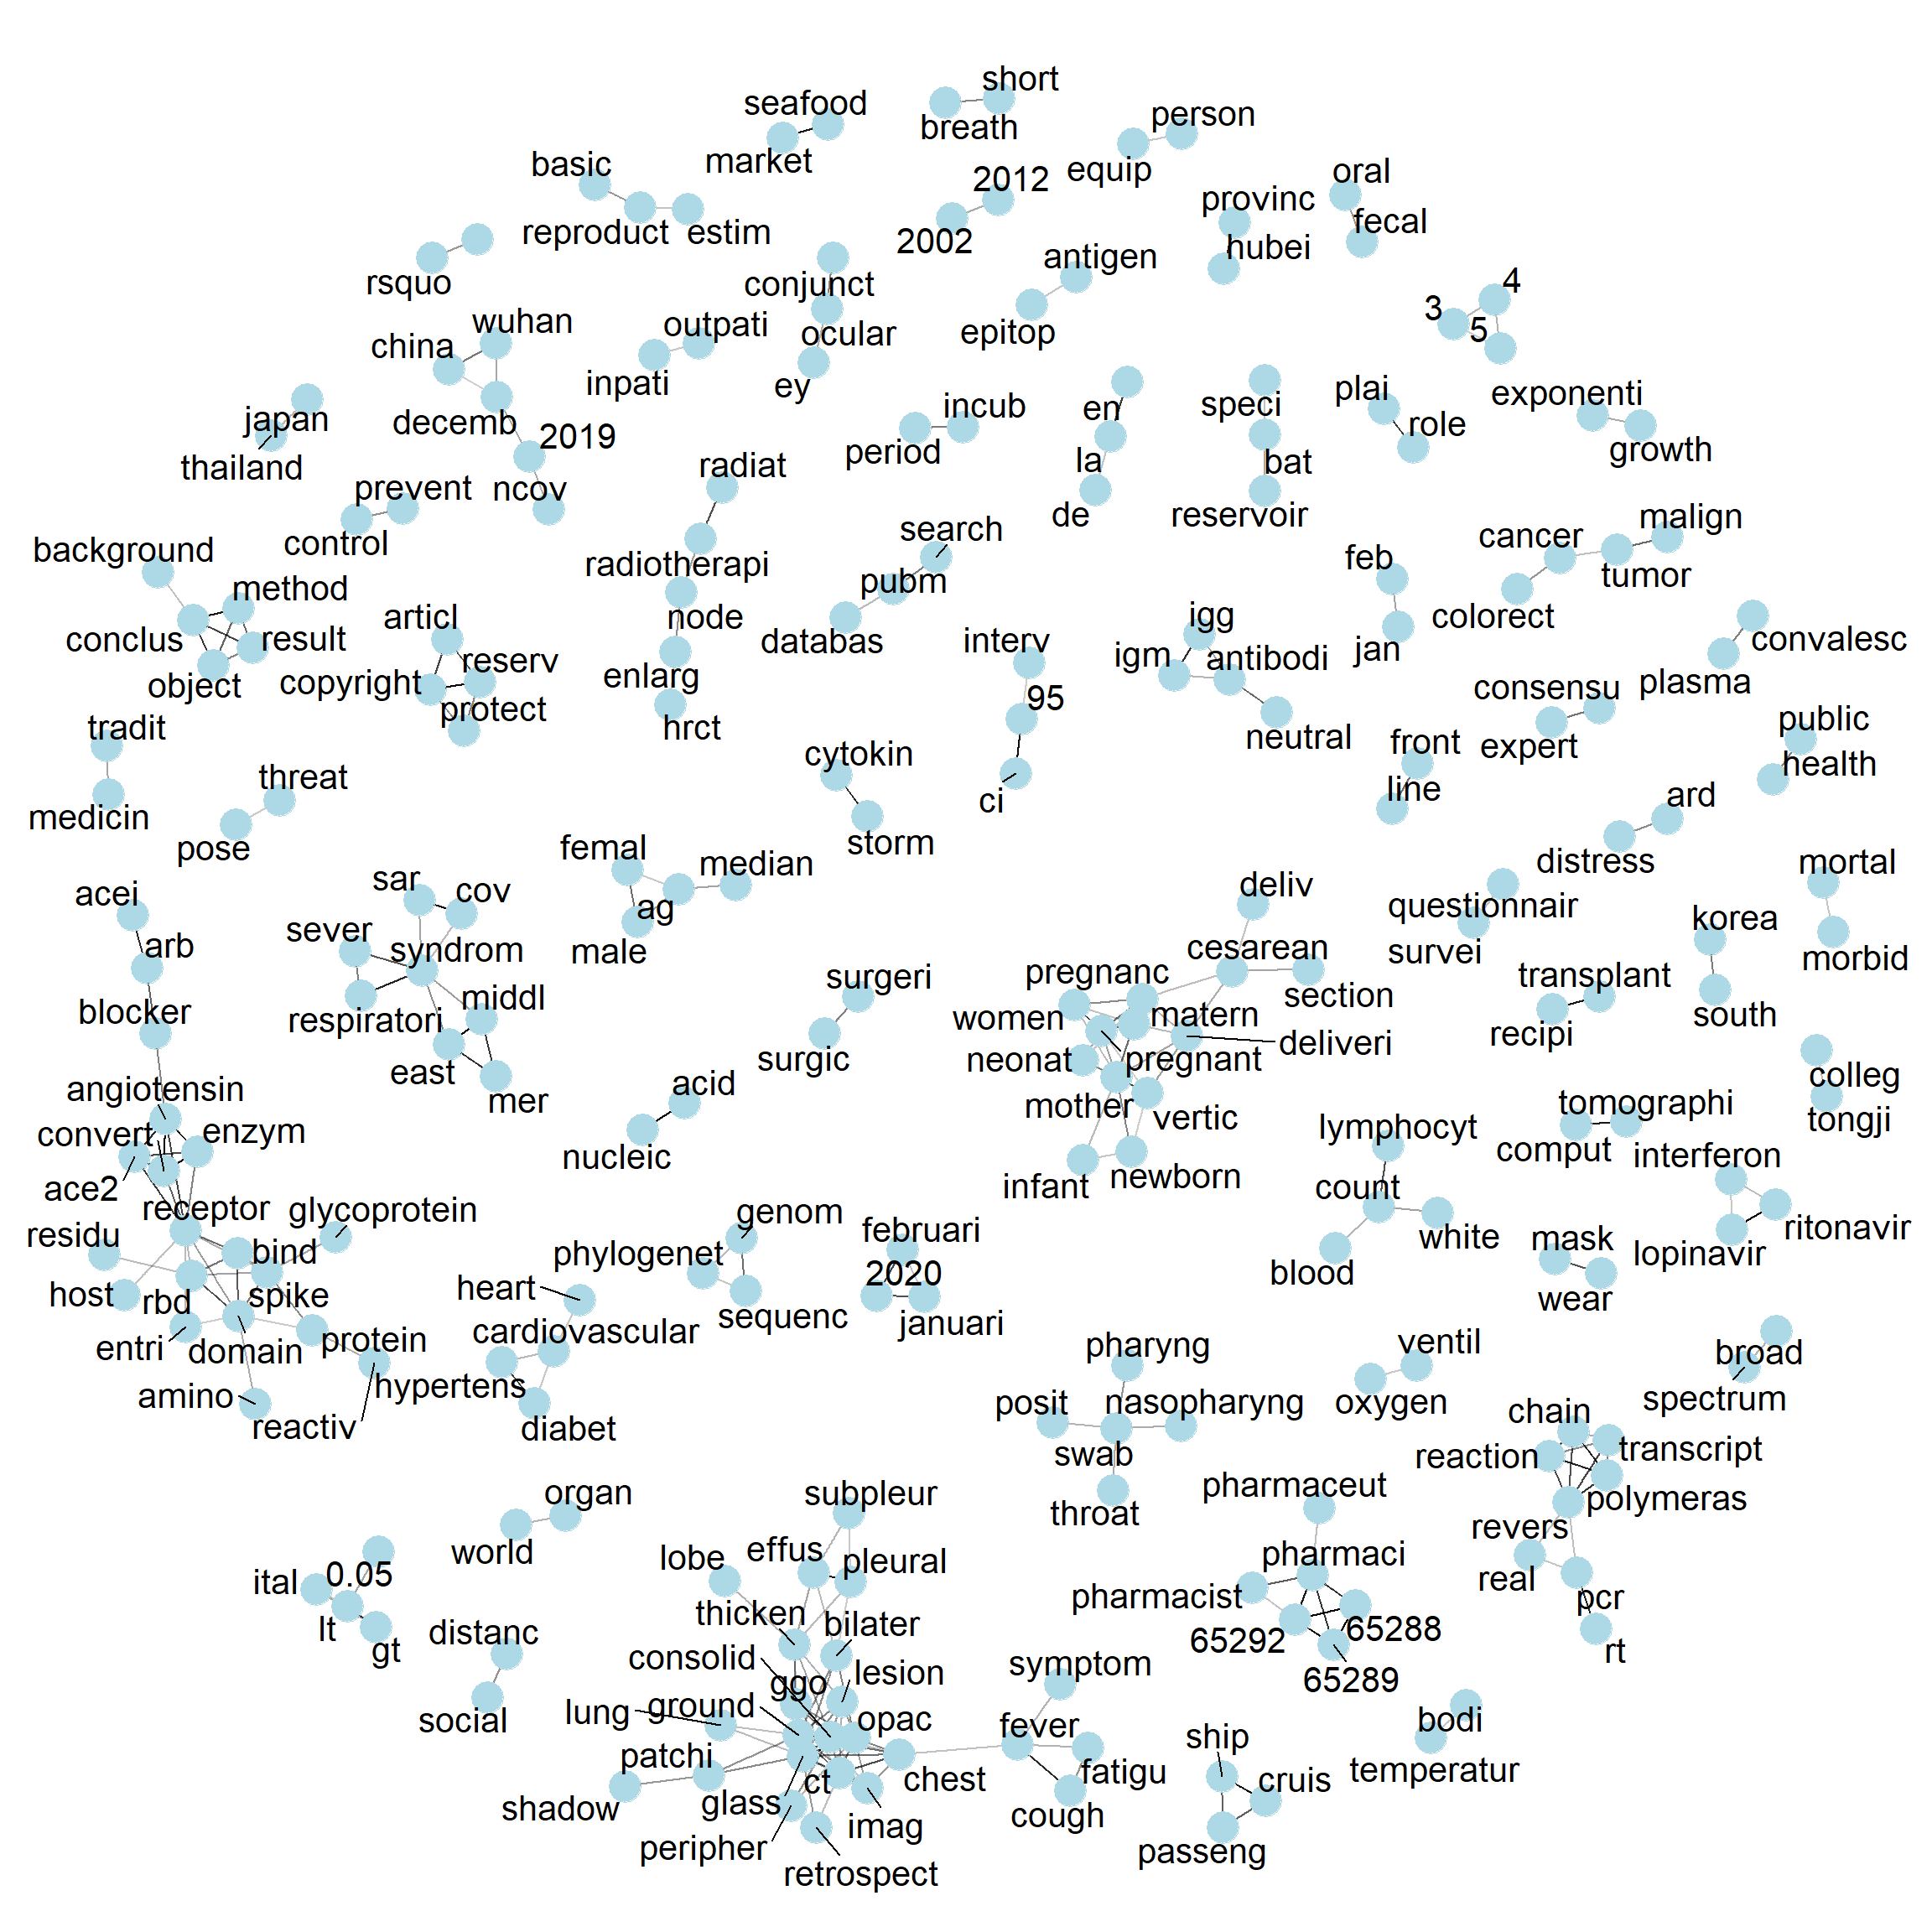 short
seafood
breath
person
market
equip
basic
2012
oral
provinc
reproduct
estim
2002
fecal
hubei
antigen
rsquo
conjunct
4
3
wuhan
outpati
ocular
epitop
5
china
inpati
ey
plai
exponenti
japan
decemb
incub
en
speci
role
2019
period
growth
thailand
radiat
la
bat
prevent
ncov
de
reservoir
search
malign
control
cancer
background
radiotherapi
pubm
feb
tumor
method
articl
node
databas
igg
colorect
conclus
result
reserv
interv
igm
antibodi
jan
convalesc
object
copyright
enlarg
plasma
protect
95
consensu
tradit
hrct
neutral
front
expert
public
threat
cytokin
line
health
medicin
ci
ard
pose
femal
median
storm
distress
mortal
acei
sar
cov
deliv
questionnair
korea
arb
sever
syndrom
ag
male
cesarean
survei
morbid
surgeri
pregnanc
transplant
blocker
middl
section
respiratori
women
matern
recipi
south
surgic
neonat
pregnant
deliveri
east
mer
acid
colleg
angiotensin
mother
vertic
tomographi
convert
enzym
lymphocyt
tongji
nucleic
comput
interferon
ace2
infant
newborn
count
receptor
glycoprotein
genom
februari
residu
bind
phylogenet
white
mask
lopinavir
ritonavir
host
rbd
spike
heart
2020
blood
wear
entri
domain
protein
cardiovascular
sequenc
januari
pharyng
ventil
broad
amino
hypertens
posit
nasopharyng
oxygen
spectrum
reactiv
diabet
chain
swab
reaction
transcript
organ
subpleur
throat
pharmaceut
polymeras
world
lobe
effus
pleural
revers
ital
0.05
pharmaci
real
pharmacist
pcr
lt
gt
distanc
thicken
bilater
65292
65288
rt
consolid
lesion
symptom
65289
social
lung
ground
ggo
opac
fever
bodi
patchi
ship
temperatur
shadow
glass
ct
chest
fatigu
cruis
cough
peripher
imag
passeng
retrospect